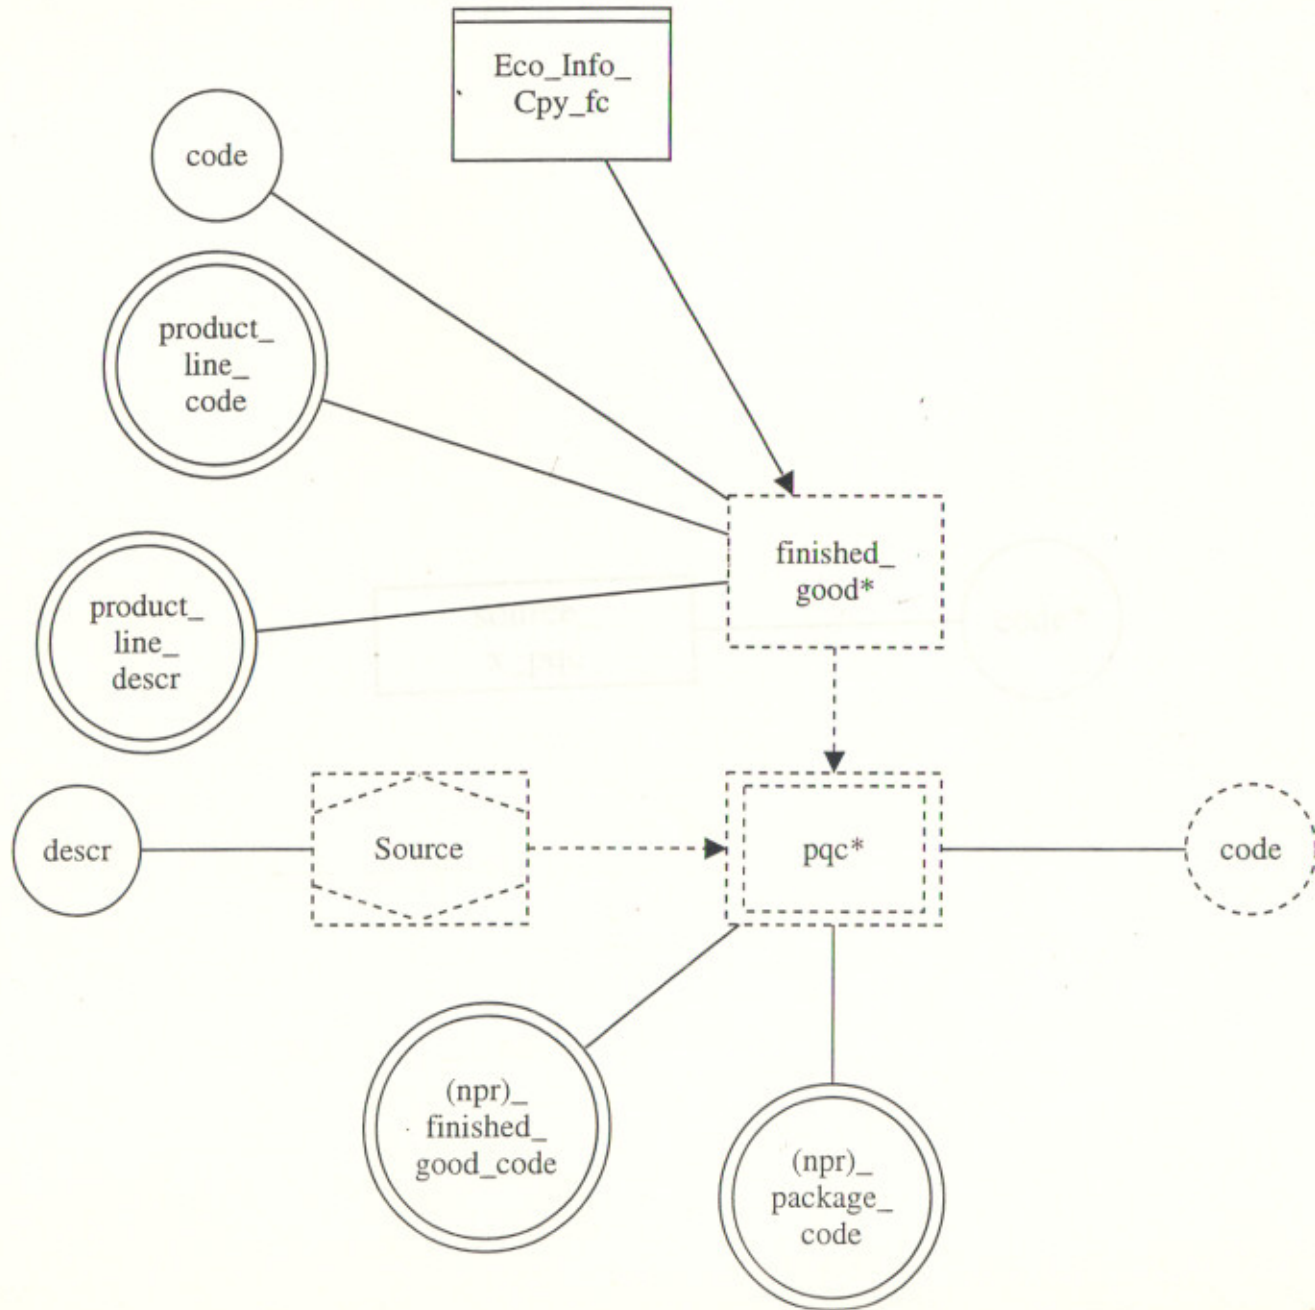 Eco_Info_
Cpy_fc
code
product_
line_
code
finished_
good*
product_
line_
descr
descr
Source
pqc*
code
(npr)_
finished_
good_code
(npr)_
package_
code